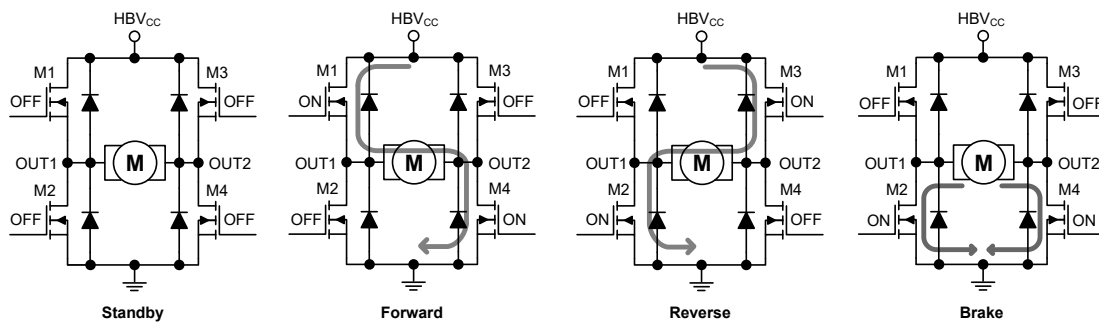 HBVCC
M1
M3
OFF
OFF
M
OUT1
OUT2
M2
M4
OFF
OFF
Standby
HBVCC
M1
M3
ON
OFF
M
OUT1
OUT2
M2
M4
OFF
ON
Forward
HBVCC
M1
M3
OFF
ON
M
OUT1
OUT2
M2
M4
ON
OFF
Reverse
HBVCC
M1
M3
OFF
OFF
M
OUT1
OUT2
M2
M4
ON
ON
Brake